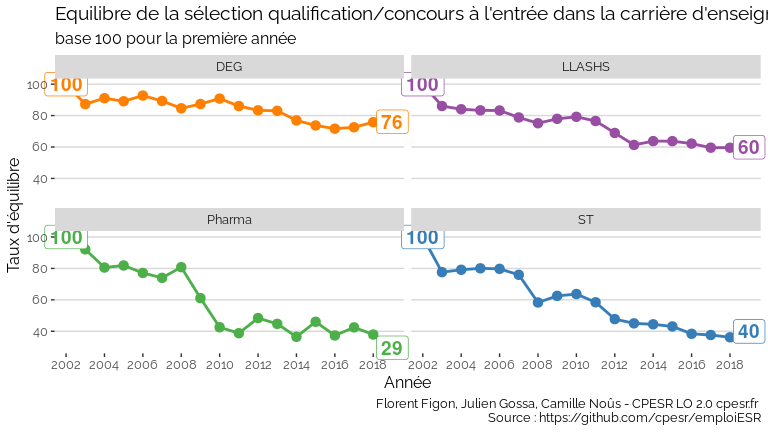 Equilibre de la sélection qualification/concours à l'entrée dans la carrière d'enseign
base 100 pour la première année
DEG
LLASHS
100
80
60
40
100
76
100
60
Pharma
ST
100
80
60
40
100
29
100
40
2002 2004 2006 2008 2010 2012 2014 2016 2018
2002 2004 2006 2008 2010 2012 2014 2016 2018
Taux d'équilibre
Année
Florent Figon, Julien Gossa, Camille Noûs - CPESR LO 2.0 cpesr.fr
Source : https://github.com/cpesr/emploiESR